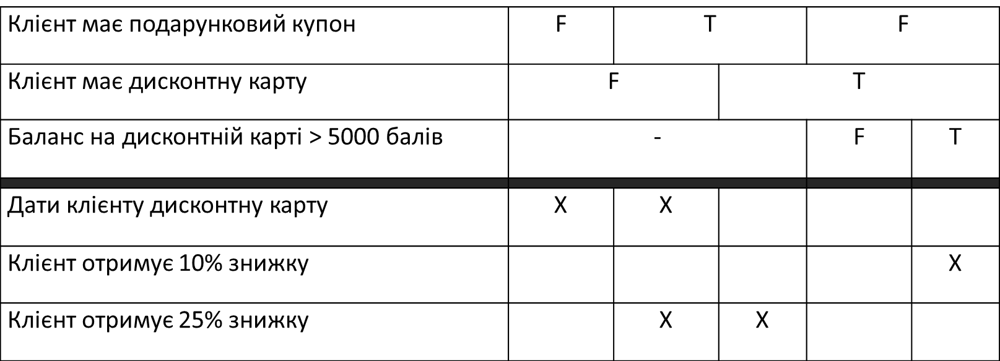 Клієнт має подарунковий купон F T F
Клієнт має дисконтну карту F T
Баланс на дисконтній карті > 5000 балів - F T
Дати клієнту дисконтну карту X X
Клієнт отримує 10% знижку X
Клієнт отримує 25% знижку X X